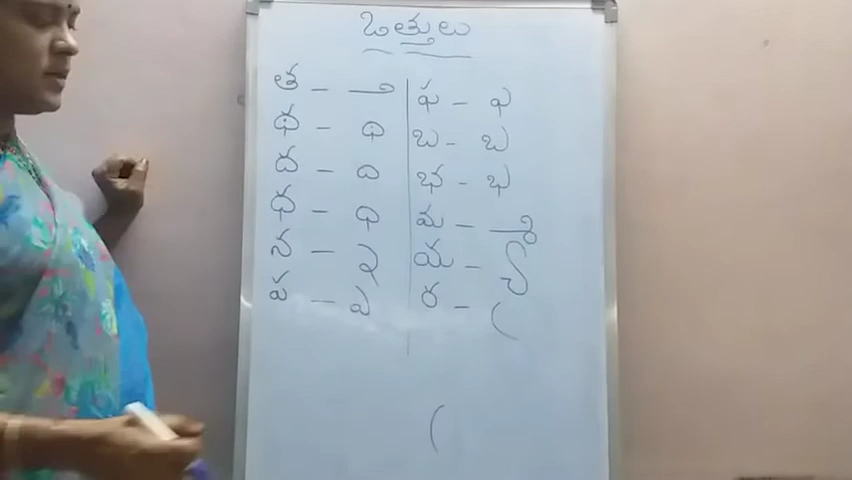 ఒత్తులు
త - ్త
థ - ్థ
ద - ్ద
ధ - ్ధ
న - ్న
ప - ్ప
ఫ - ్ఫ
బ - ్బ
భ - ్భ
మ - ్మ
య - ్య
ర - ్ర
్ర